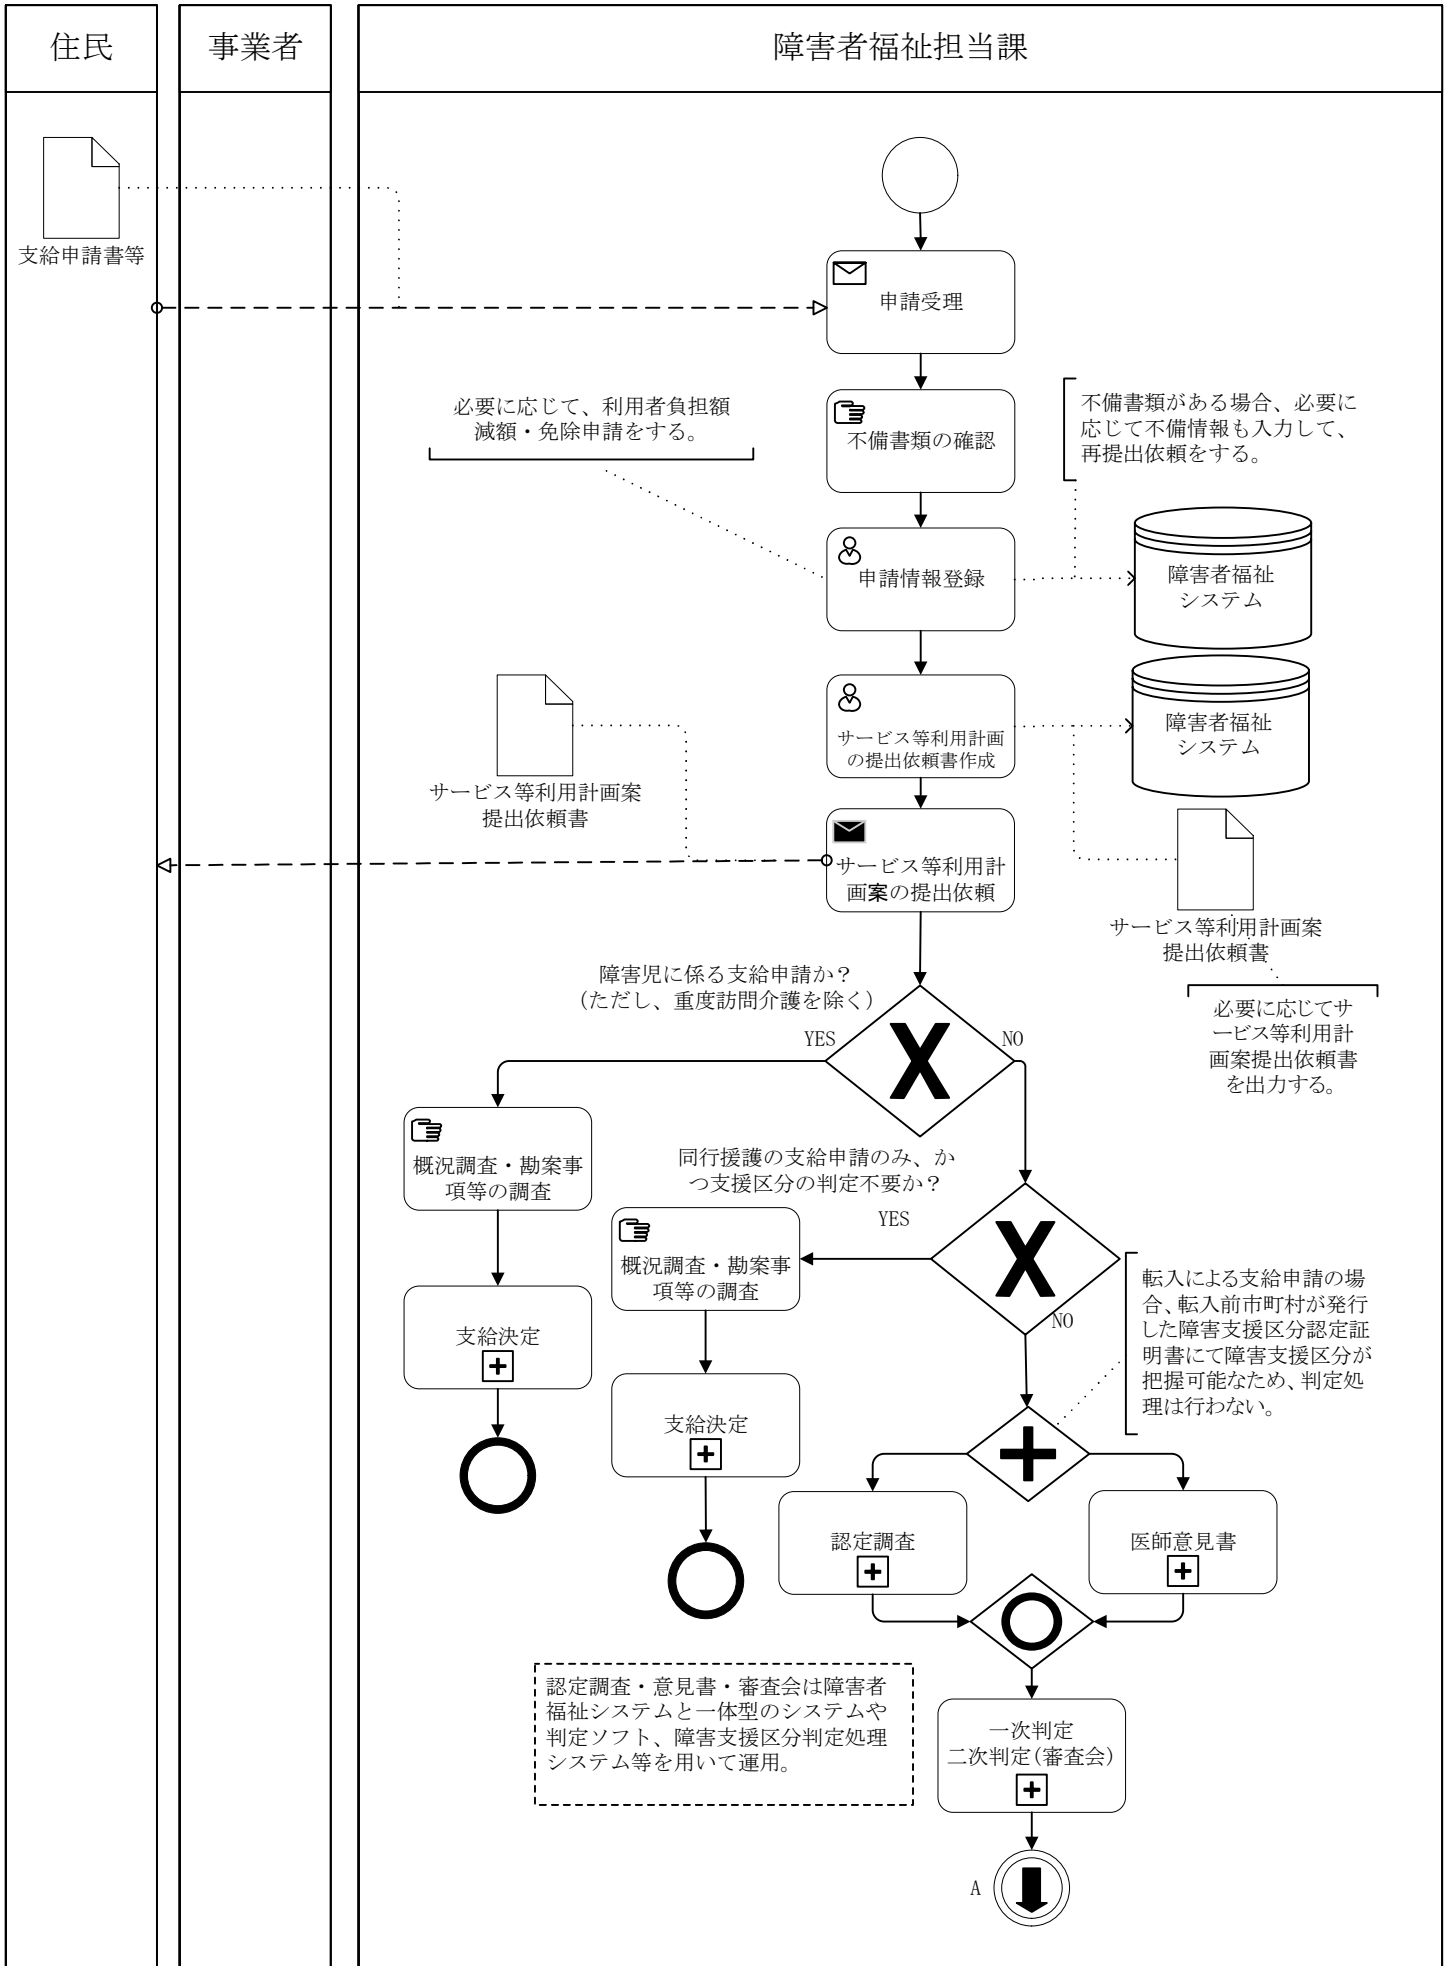 住民
事業者
障害者福祉担当課
支給申請書等
申請受理
必要に応じて、利用者負担額
減額・免除申請をする。
不備書類の確認
不備書類がある場合、必要に
応じて不備情報も入力して、
再提出依頼をする。
申請情報登録
障害者福祉
システム
サービス等利用計画
の提出依頼書作成
障害者福祉
システム
サービス等利用計画案
提出依頼書
サービス等利用計
画案の提出依頼
サービス等利用計画案
提出依頼書
必要に応じてサ
ービス等利用計
画案提出依頼書
を出力する。
障害児に係る支給申請か？
（ただし、重度訪問介護を除く）
YES
NO
概況調査・勘案事
項等の調査
同行援護の支給申請のみ、か
つ支援区分の判定不要か？
YES
NO
概況調査・勘案事
項等の調査
転入による支給申請の場
合、転入前市町村が発行
した障害支援区分認定証
明書にて障害支援区分が
把握可能なため、判定処
理は行わない。
支給決定
支給決定
認定調査
医師意見書
認定調査・意見書・審査会は障害者
福祉システムと一体型のシステムや
判定ソフト、障害支援区分判定処理
システム等を用いて運用。
一次判定
二次判定(審査会)
A